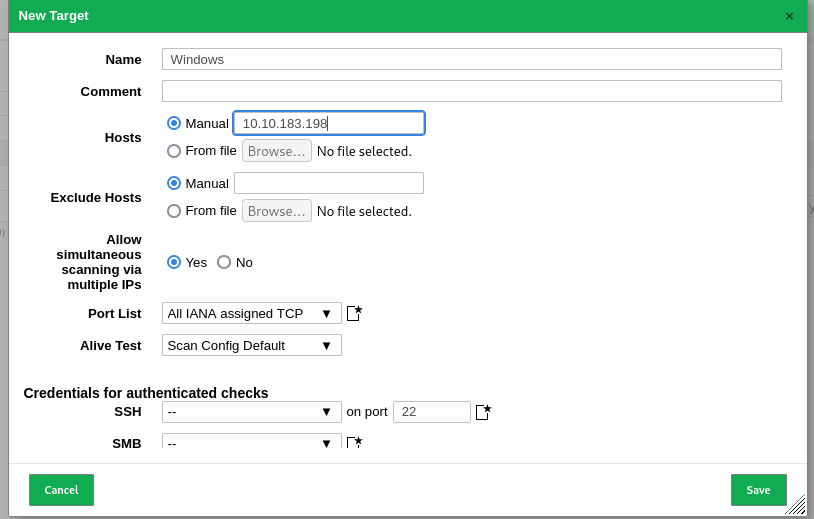 New Target ×
Name Windows
Comment
Hosts
Manual 10.10.183.198
From file Browse... No file selected.
Exclude Hosts
Manual
From file Browse... No file selected.
Allow
simultaneous
scanning via
multiple IPs
Yes No
Port List All IANA assigned TCP ▼
Alive Test Scan Config Default ▼
Credentials for authenticated checks
SSH -- ▼ on port 22
SMB -- ▼
Cancel Save